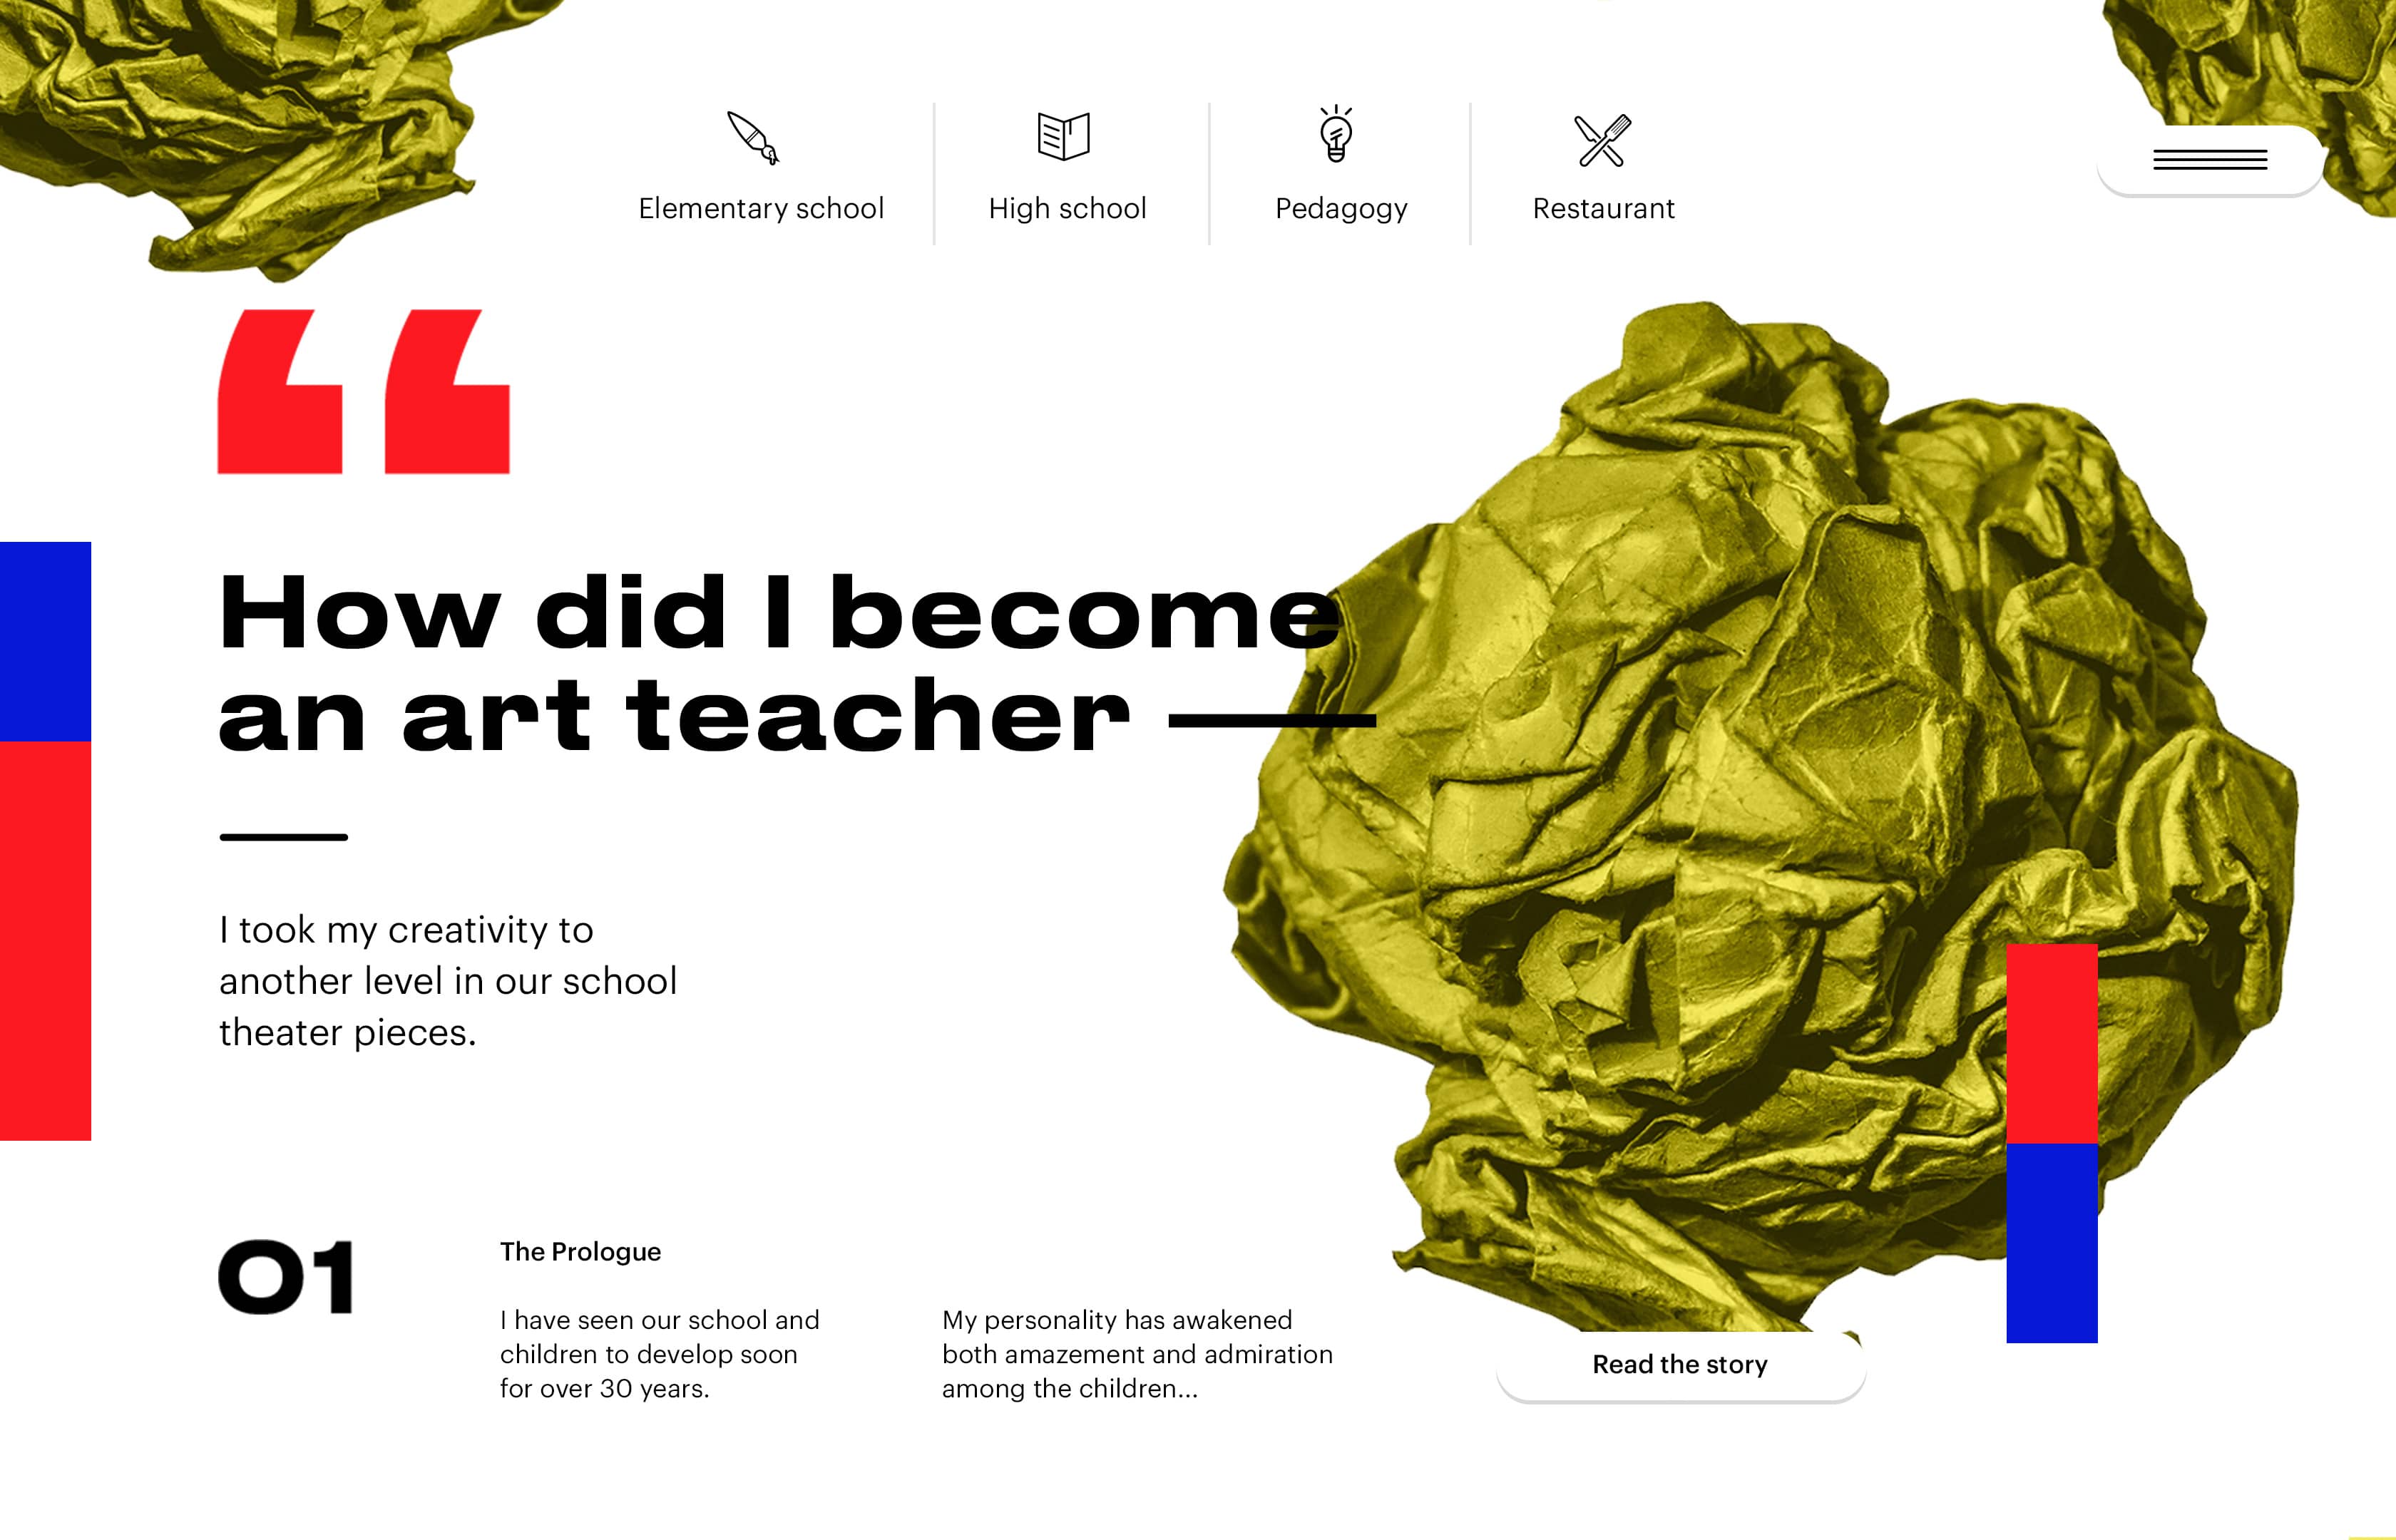 Elementary school
High school
Pedagogy
Restaurant
“
How did I become
an art teacher —
I took my creativity to
another level in our school
theater pieces.
01
The Prologue
I have seen our school and
children to develop soon
for over 30 years.
My personality has awakened
both amazement and admiration
among the children...
Read the story